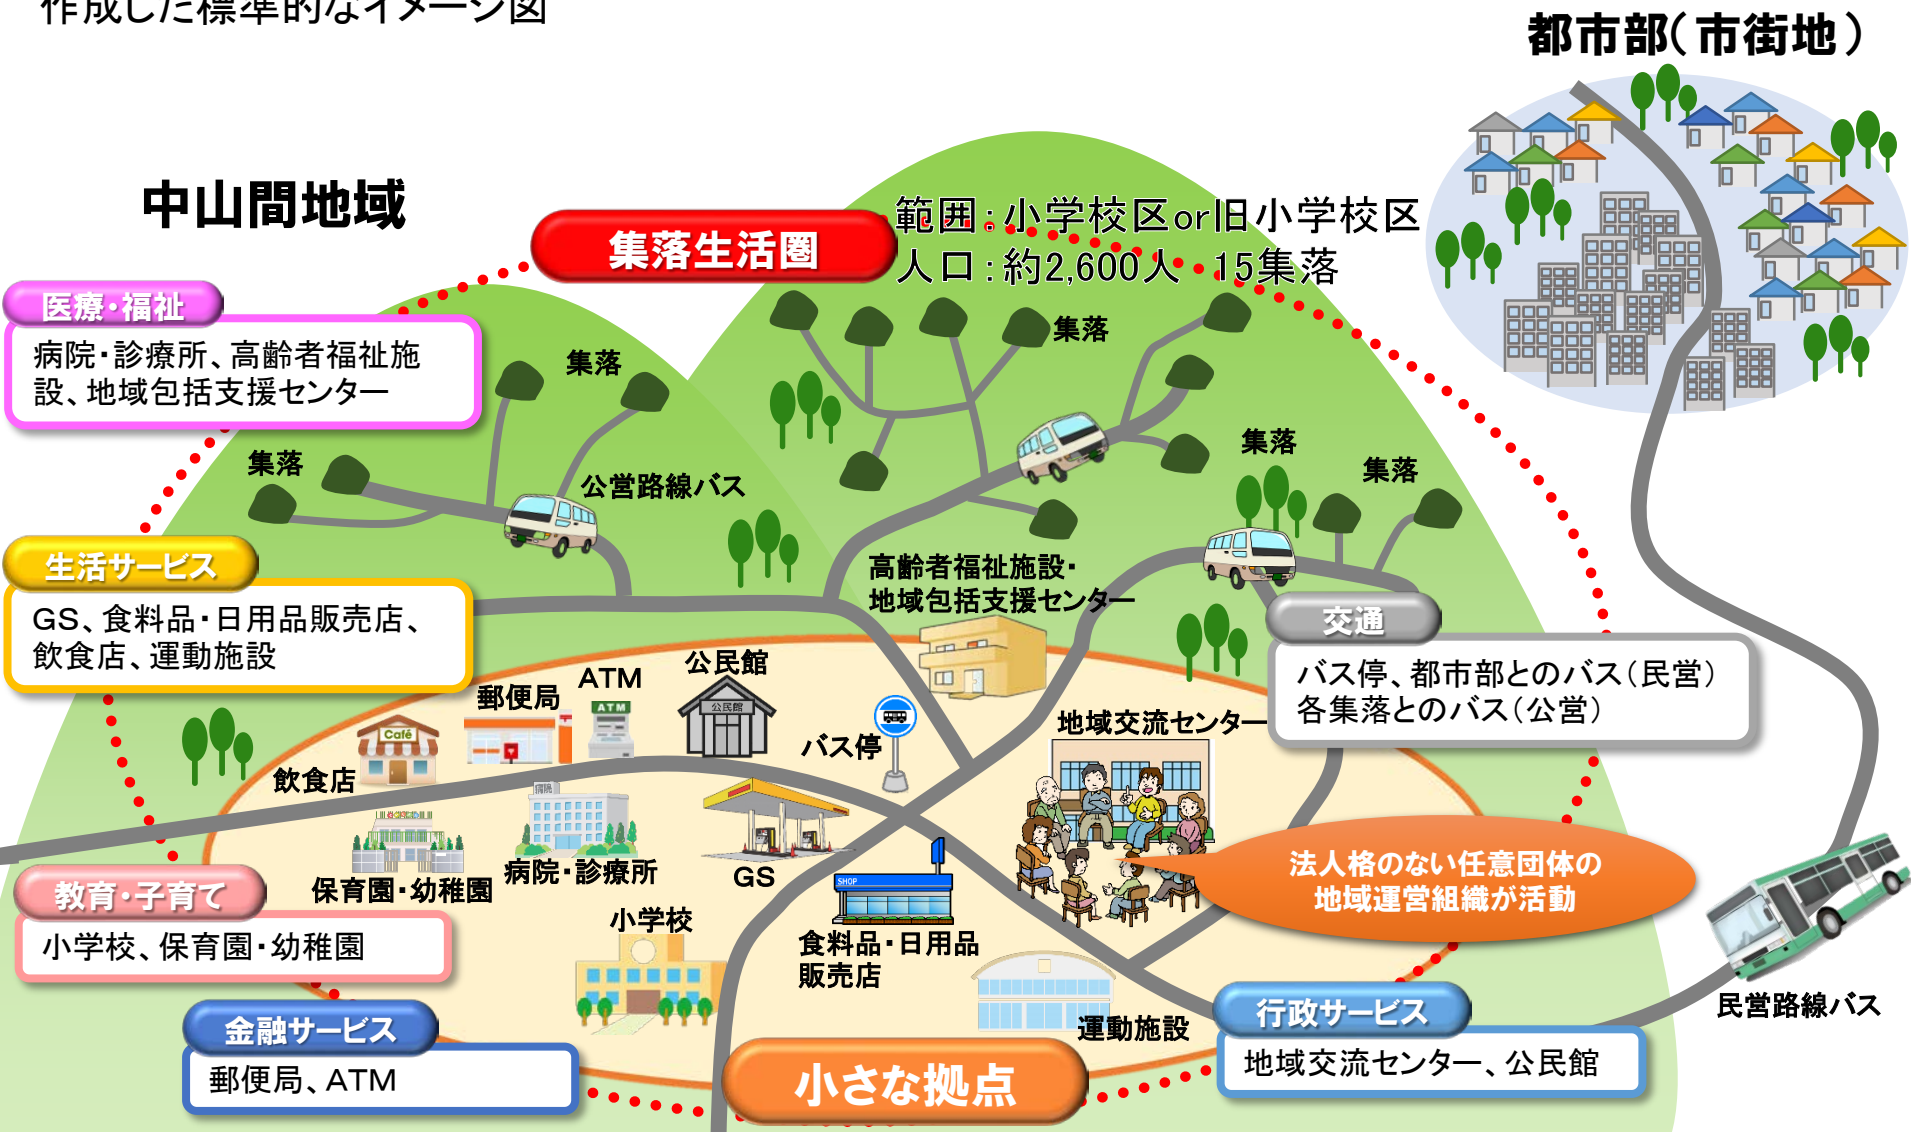 作成した標準的なイメージ図
都市部(市街地)
中山間地域
集落生活圏
範囲:小学校区or旧小学校区
人口:約2,600人 15集落
医療・福祉
病院・診療所、高齢者福祉施
設、地域包括支援センター
集落
集落
集落
集落
集落
公営路線バス
生活サービス
GS、食料品・日用品販売店、
飲食店、運動施設
高齢者福祉施設・
地域包括支援センター
交通
バス停、都市部とのバス(民営)
各集落とのバス(公営)
公民館
ATM
郵便局
ATM
公民館
Café
飲食店
バス停
地域交流センター
病院
病院・診療所
保育園・幼稚園
GS
SHOP
食料品・日用品
販売店
法人格のない任意団体の
地域運営組織が活動
教育・子育て
小学校、保育園・幼稚園
小学校
運動施設
民営路線バス
金融サービス
郵便局、ATM
小さな拠点
行政サービス
地域交流センター、公民館